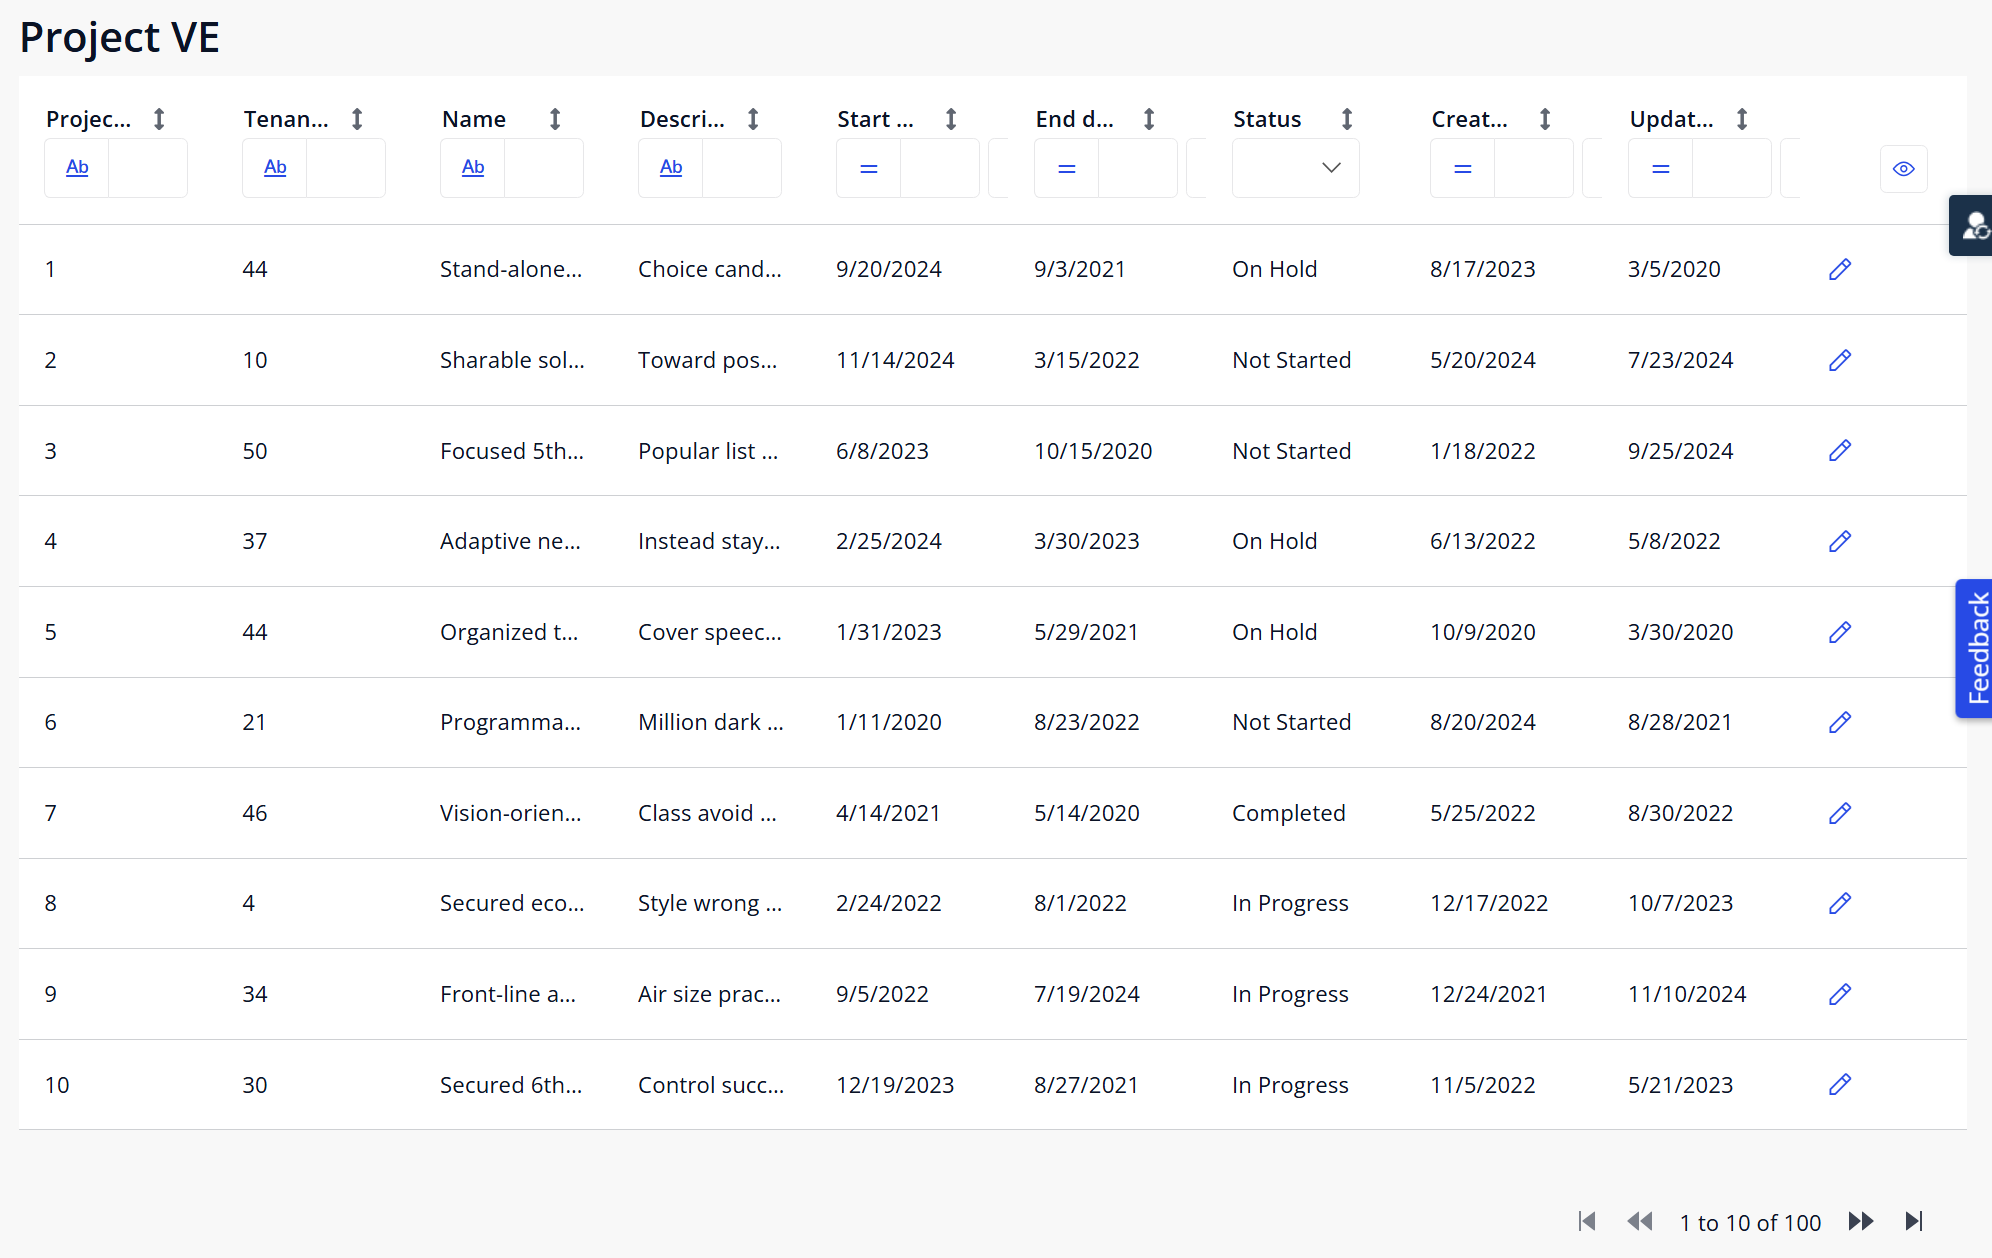 Project VE
Projec... Tenan... Name Descri... Start ... End d... Status Creat... Updat...
Ab Ab Ab Ab = = = =
1 44 Stand-alone... Choice cand... 9/20/2024 9/3/2021 On Hold 8/17/2023 3/5/2020
2 10 Sharable sol... Toward pos... 11/14/2024 3/15/2022 Not Started 5/20/2024 7/23/2024
3 50 Focused 5th... Popular list ... 6/8/2023 10/15/2020 Not Started 1/18/2022 9/25/2024
4 37 Adaptive ne... Instead stay... 2/25/2024 3/30/2023 On Hold 6/13/2022 5/8/2022
5 44 Organized t... Cover speec... 1/31/2023 5/29/2021 On Hold 10/9/2020 3/30/2020
6 21 Programma... Million dark ... 1/11/2020 8/23/2022 Not Started 8/20/2024 8/28/2021
7 46 Vision-orien... Class avoid ... 4/14/2021 5/14/2020 Completed 5/25/2022 8/30/2022
8 4 Secured eco... Style wrong ... 2/24/2022 8/1/2022 In Progress 12/17/2022 10/7/2023
9 34 Front-line a... Air size prac... 9/5/2022 7/19/2024 In Progress 12/24/2021 11/10/2024
10 30 Secured 6th... Control succ... 12/19/2023 8/27/2021 In Progress 11/5/2022 5/21/2023
Feedback
1 to 10 of 100